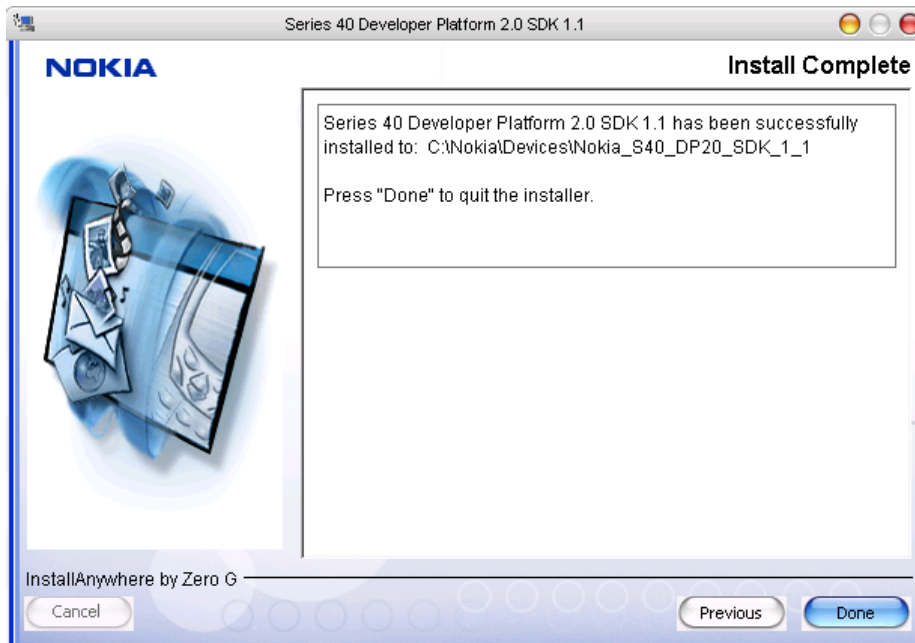 Series 40 Developer Platform 2.0 SDK 1.1
NOKIA
Install Complete
Series 40 Developer Platform 2.0 SDK 1.1 has been successfully
installed to:  C:\Nokia\Devices\Nokia_S40_DP20_SDK_1_1
Press "Done" to quit the installer.
InstallAnywhere by Zero G
Cancel
Previous
Done